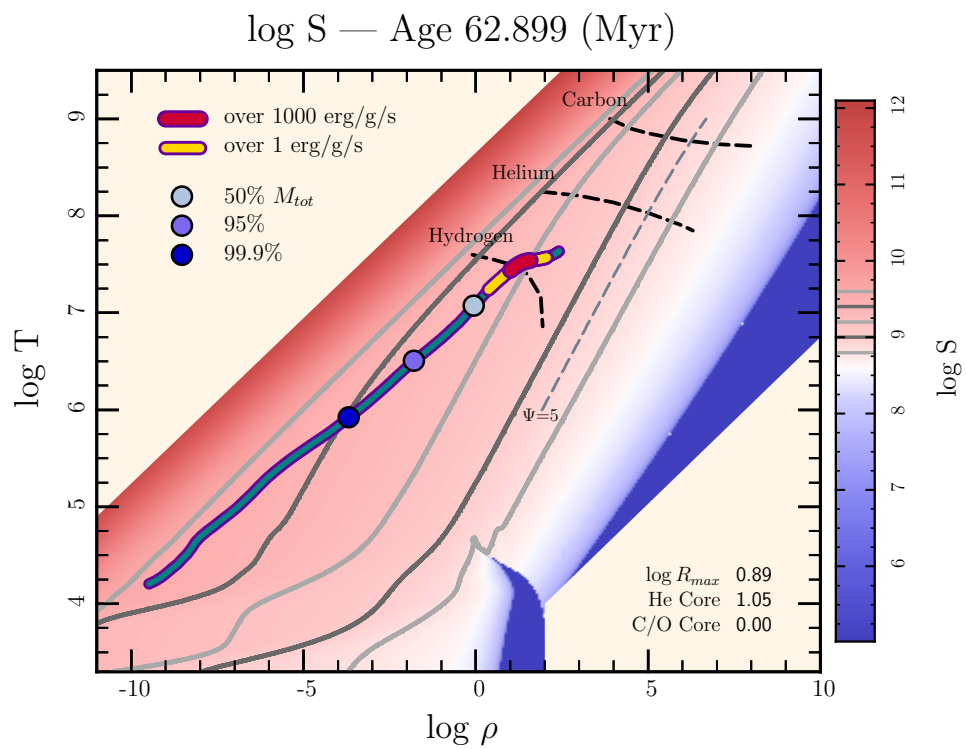 log S — Age 62.899 (Myr)
over 1000 erg/g/s
over 1 erg/g/s
50% M_tot
95%
99.9%
Carbon
Helium
Hydrogen
Ψ=5
log R_max 0.89
He Core 1.05
C/O Core 0.00
log T
9
8
7
6
5
4
-10
-5
0
5
10
log ρ
12
11
10
9
8
7
6
log S